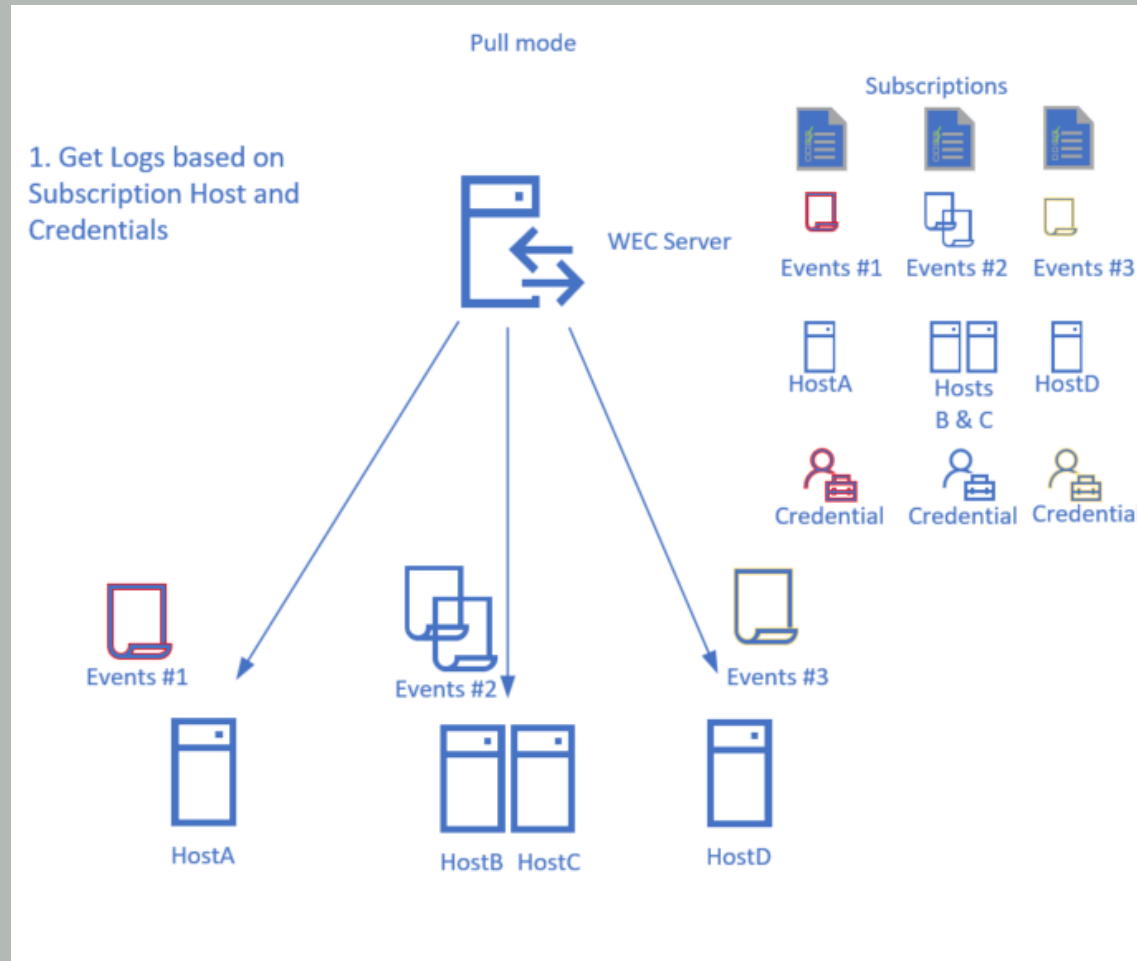 Pull mode
Subscriptions
1. Get Logs based on
Subscription Host and
Credentials
WEC Server
Events #1
Events #2
Events #3
HostA
Hosts
B & C
HostD
Credential
Credential
Credential
Events #1
Events #2
Events #3
HostA
HostB
HostC
HostD